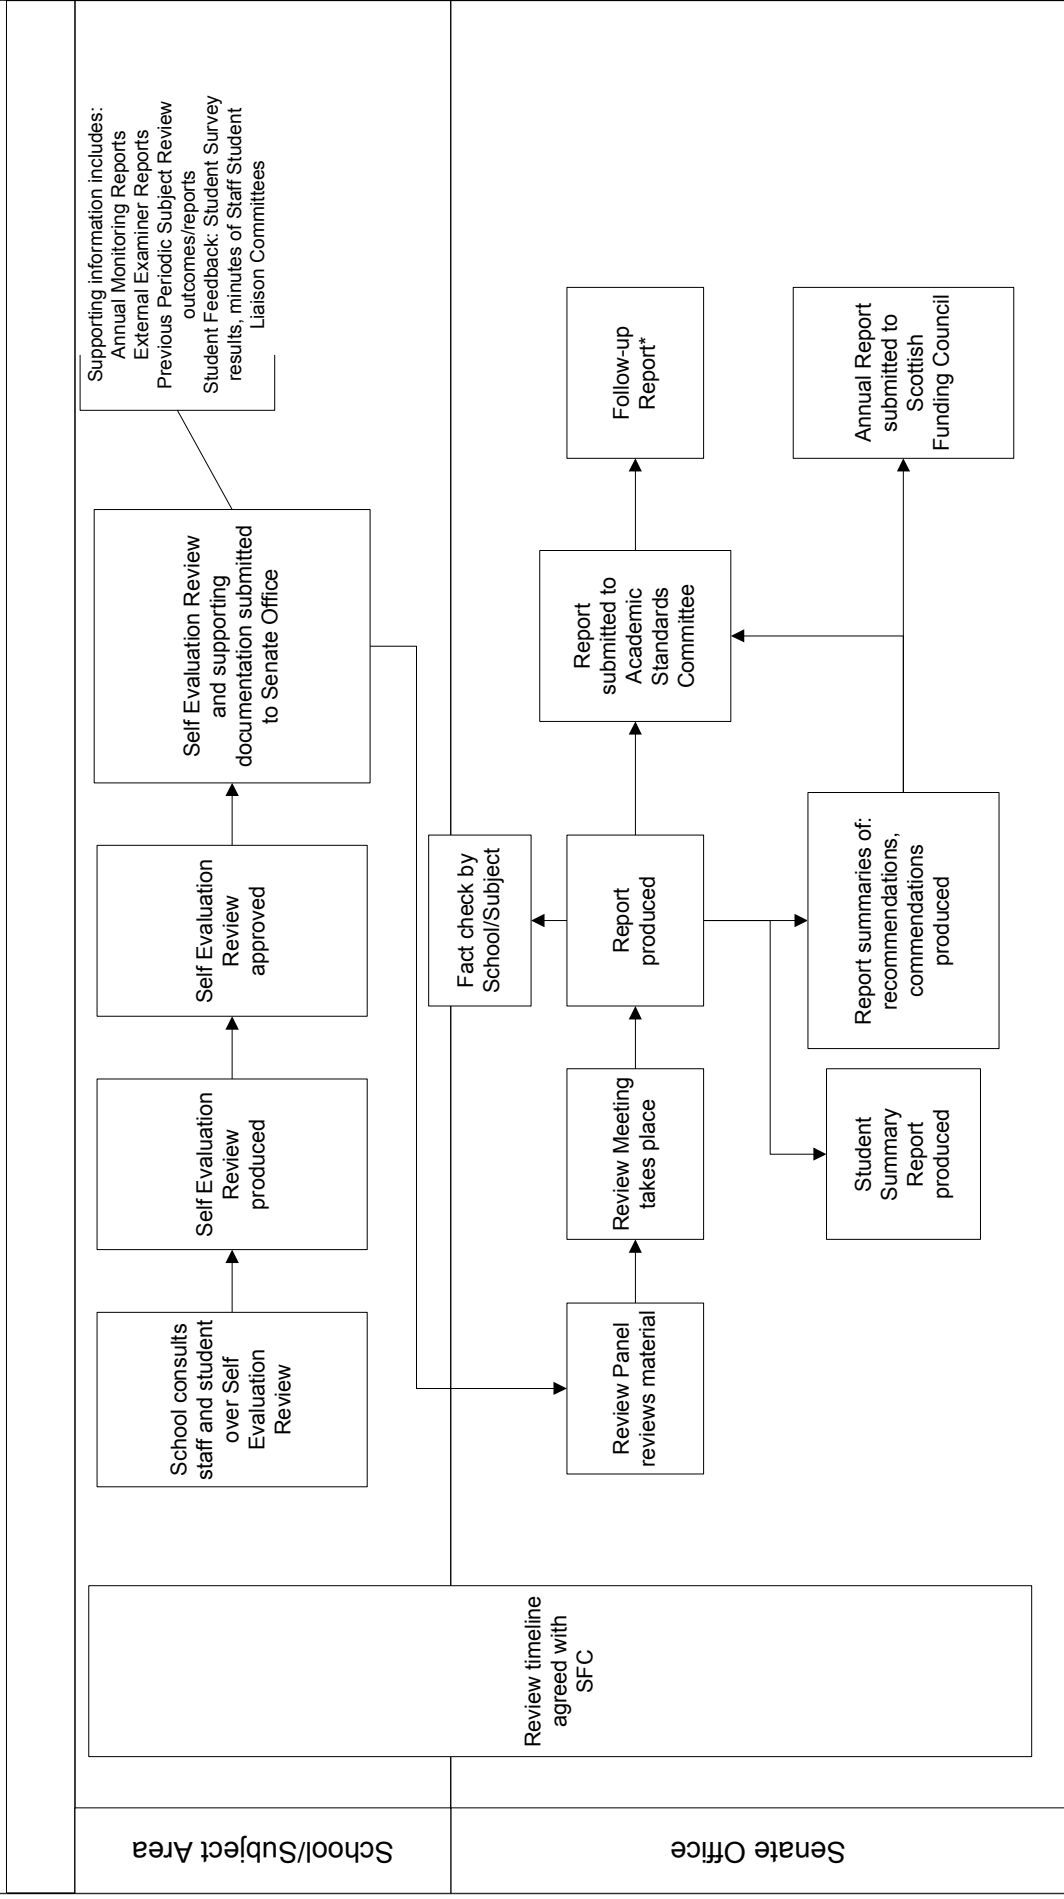 School/Subject Area
Senate Office
Review timeline
agreed with
SFC
School consults
staff and student
over Self
Evaluation
Review
Self Evaluation
Review
produced
Self Evaluation
Review
approved
Self Evaluation Review
and supporting
documentation submitted
to Senate Office
Supporting information includes:
Annual Monitoring Reports
External Examiner Reports
Previous Periodic Subject Review
outcomes/reports
Student Feedback: Student Survey
results, minutes of Staff Student
Liaison Committees
Review Panel
reviews material
Review Meeting
takes place
Fact check by
School/Subject
Report
produced
Report
submitted to
Academic
Standards
Committee
Follow-up
Report*
Student
Summary
Report
produced
Report summaries of:
recommendations,
commendations
produced
Annual Report
submitted to
Scottish
Funding Council